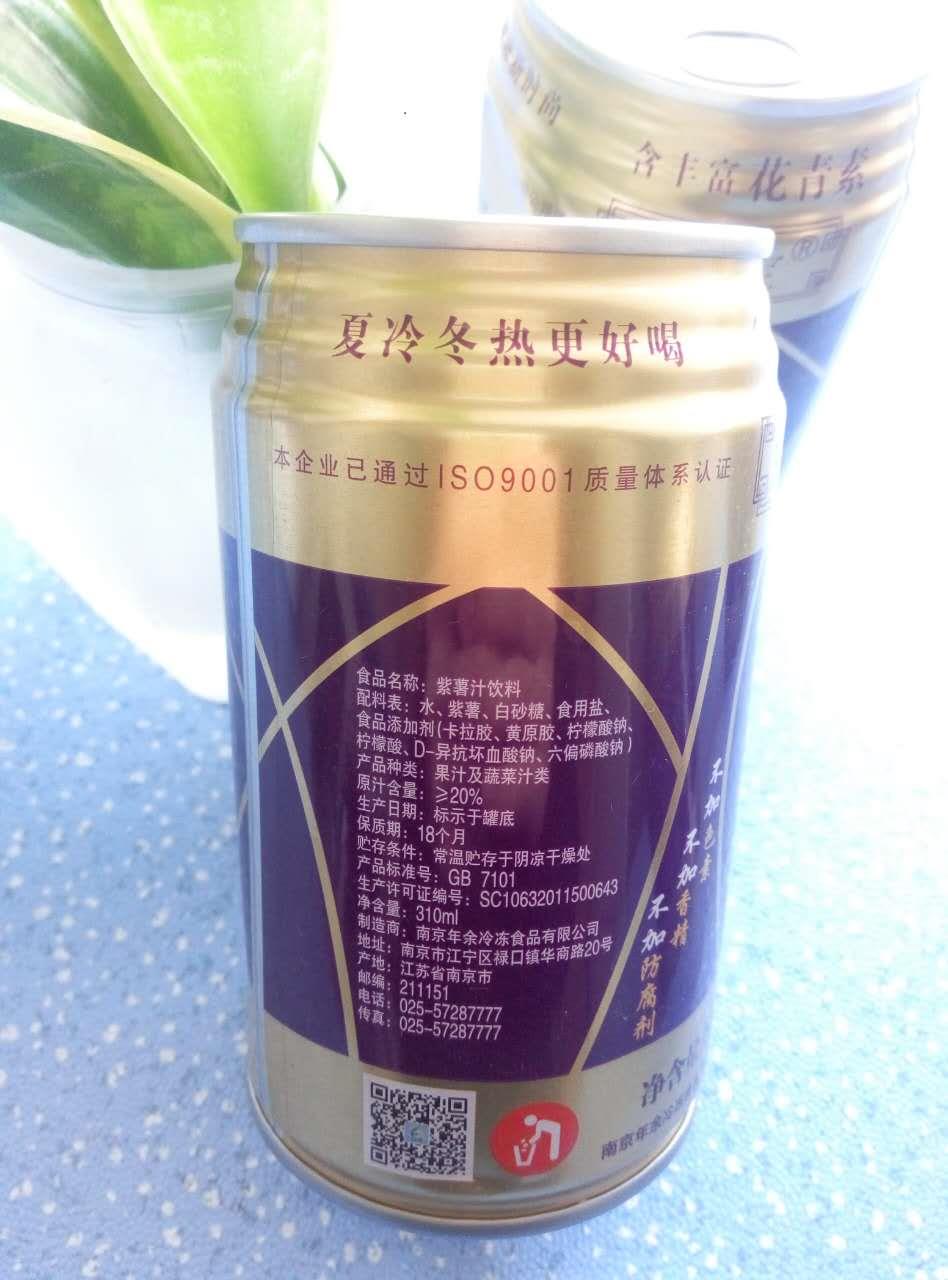 时尚
含丰富花青素
®
夏冷冬热更好喝
本企业已通过ISO9001质量体系认证
食品名称：紫薯汁饮料
配料表：水、紫薯、白砂糖、食用盐、
食品添加剂(卡拉胶、黄原胶、柠檬酸钠、
柠檬酸、D-异抗坏血酸钠、六偏磷酸钠)
产品种类：果汁及蔬菜汁类
原汁含量：≥20%
生产日期：标示于罐底
保质期：18个月
贮存条件：常温贮存于阴凉干燥处
产品标准号：GB 7101
生产许可证编号：SC10632011500643
净含量：310ml
制造商：南京年余冷冻食品有限公司
地址：南京市江宁区禄口镇华商路20号
产地：江苏省南京市
邮编：211151
电话：025-57287777
传真：025-57287777
不加色素
不加香精
不加防腐剂
净含
南京年余冷冻